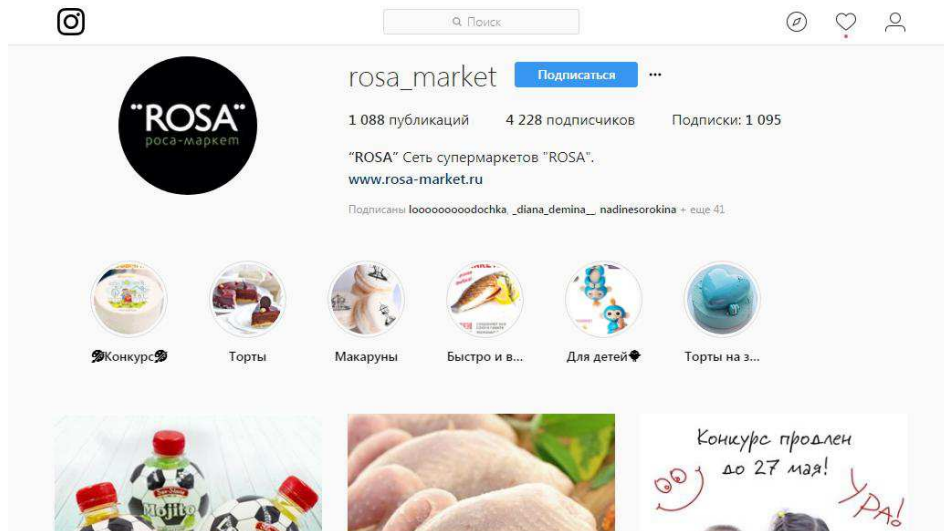 Поиск
rosa_market Подписаться ...
"ROSA"
роса-маркет
1 088 публикаций 4 228 подписчиков Подписки: 1 095
"ROSA" Сеть супермаркетов "ROSA".
www.rosa-market.ru
Подписаны looooooooodochka, _diana_demina__, nadinesorokina + еще 41
Конкурс Торты Макаруны Быстро и в... Для детей Торты на з...
Конкурс продлен
до 27 мая!
УРА!
Mojito